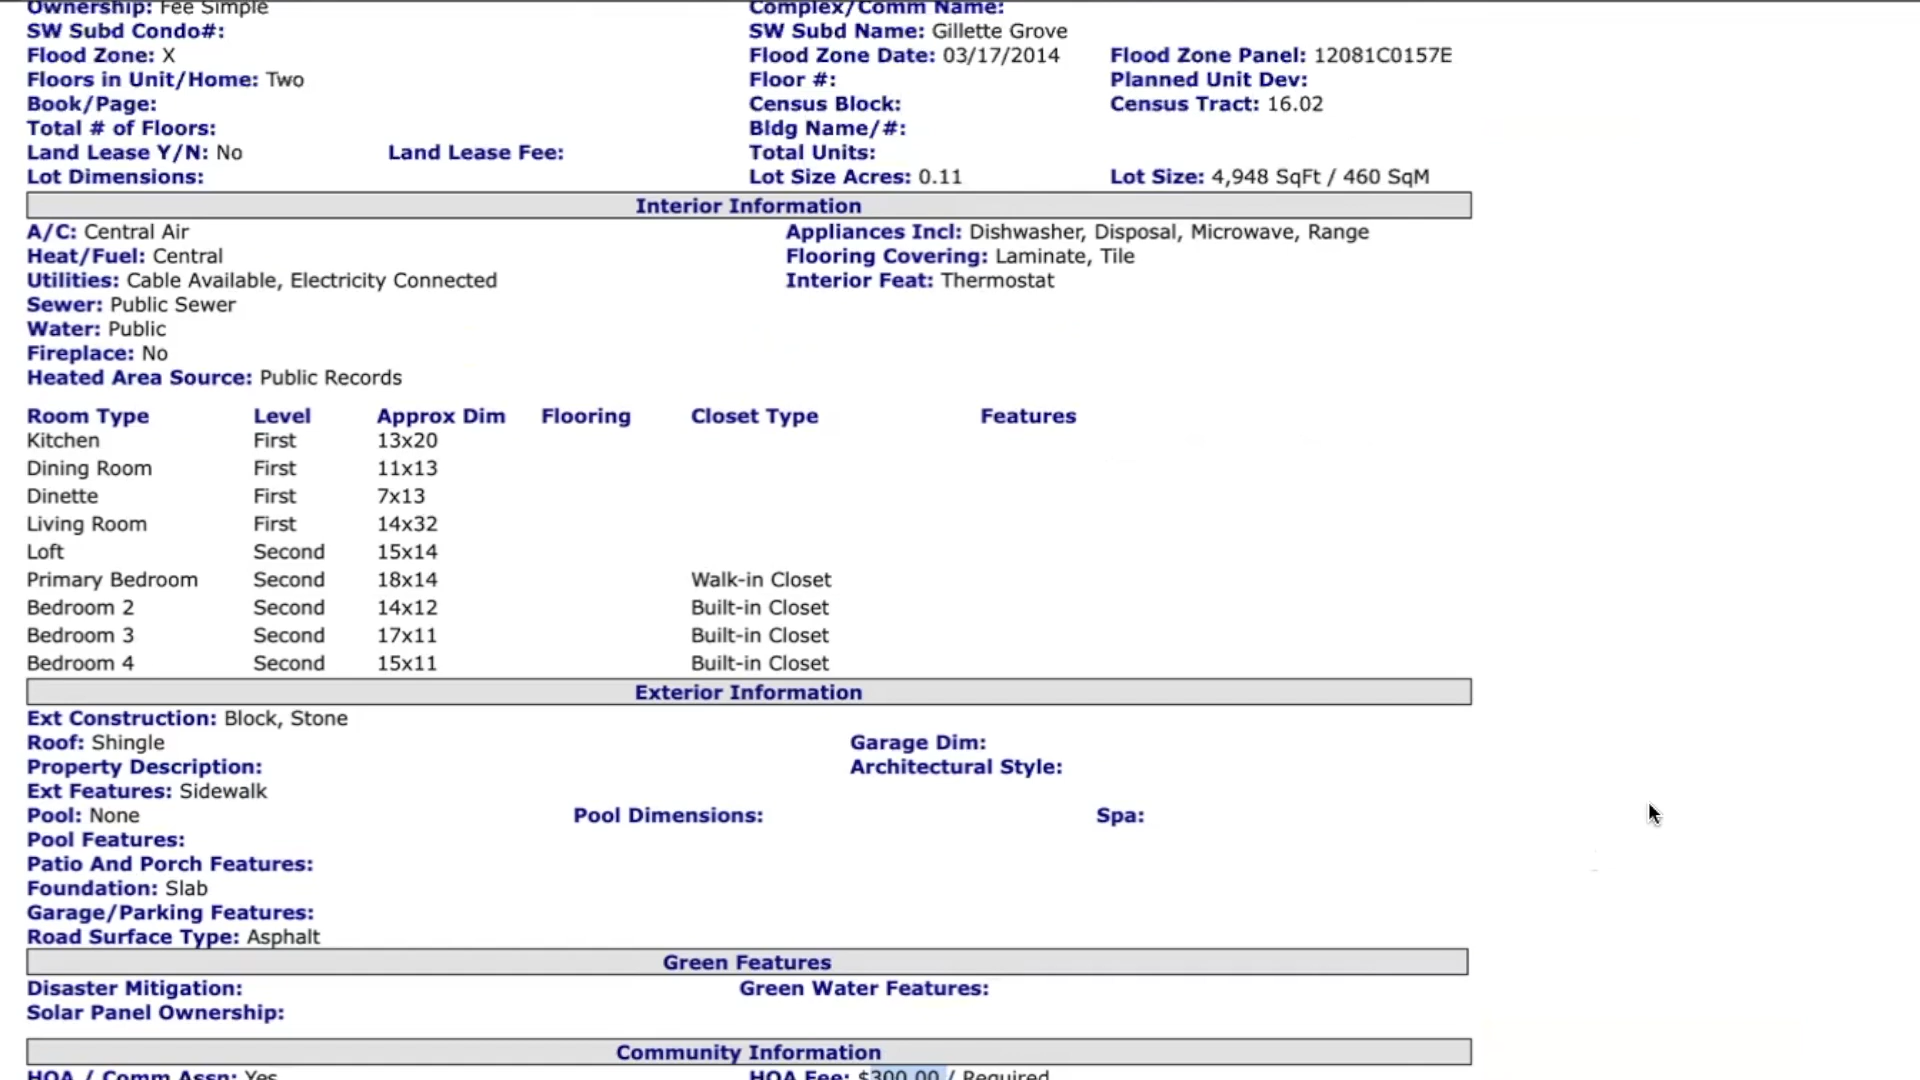 Ownership: Fee Simple Complex/Comm Name:
SW Subd Condo#: SW Subd Name: Gillette Grove
Flood Zone: X Flood Zone Date: 03/17/2014 Flood Zone Panel: 12081C0157E
Floors in Unit/Home: Two Floor #: Planned Unit Dev:
Book/Page: Census Block: Census Tract: 16.02
Total # of Floors: Bldg Name/#:
Land Lease Y/N: No Land Lease Fee: Total Units:
Lot Dimensions: Lot Size Acres: 0.11 Lot Size: 4,948 SqFt / 460 SqM
Interior Information
A/C: Central Air Appliances Incl: Dishwasher, Disposal, Microwave, Range
Heat/Fuel: Central Flooring Covering: Laminate, Tile
Utilities: Cable Available, Electricity Connected Interior Feat: Thermostat
Sewer: Public Sewer
Water: Public
Fireplace: No
Heated Area Source: Public Records
Room Type Level Approx Dim Flooring Closet Type Features
Kitchen First 13x20
Dining Room First 11x13
Dinette First 7x13
Living Room First 14x32
Loft Second 15x14
Primary Bedroom Second 18x14 Walk-in Closet
Bedroom 2 Second 14x12 Built-in Closet
Bedroom 3 Second 17x11 Built-in Closet
Bedroom 4 Second 15x11 Built-in Closet
Exterior Information
Ext Construction: Block, Stone
Roof: Shingle Garage Dim:
Property Description: Architectural Style:
Ext Features: Sidewalk
Pool: None Pool Dimensions: Spa:
Pool Features:
Patio And Porch Features:
Foundation: Slab
Garage/Parking Features:
Road Surface Type: Asphalt
Green Features
Disaster Mitigation: Green Water Features:
Solar Panel Ownership:
Community Information
HOA / Comm Assn: Yes HOA Fee: $300.00 / Required